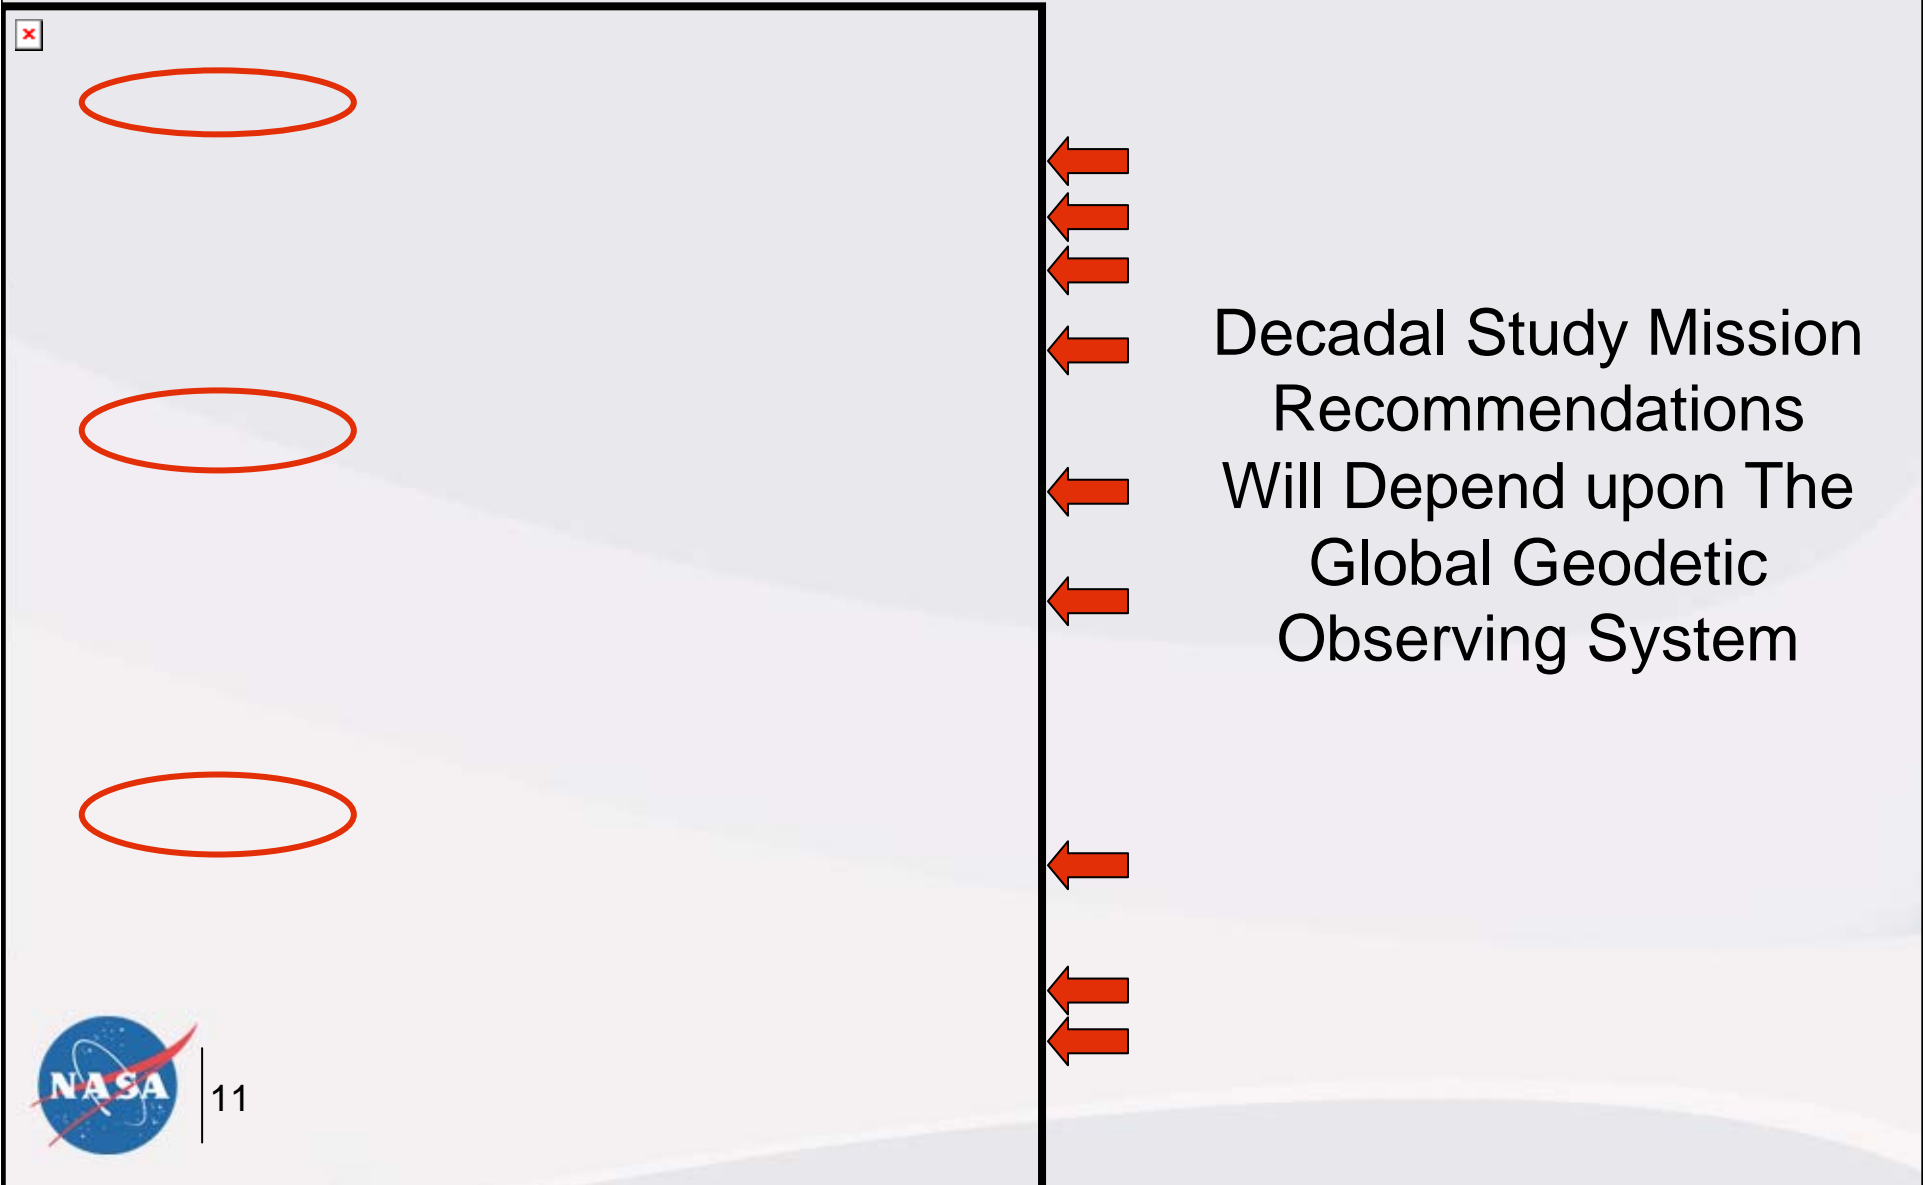 Decadal Study Mission
Recommendations
Will Depend upon The
Global Geodetic
Observing System
NASA
11